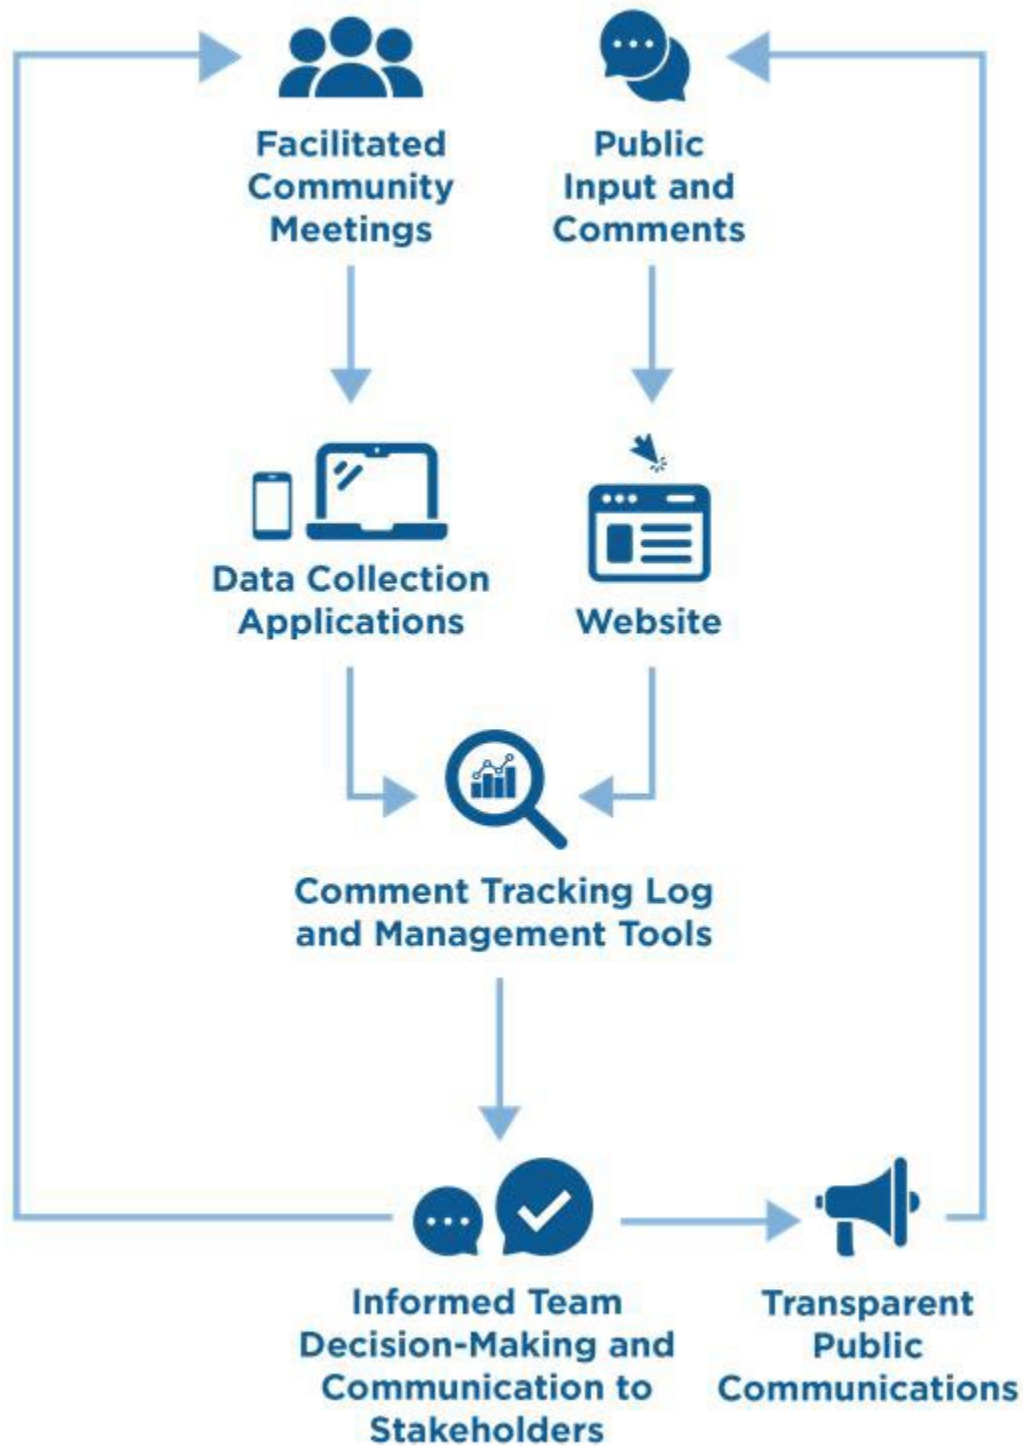 Facilitated
Community
Meetings
Public
Input and
Comments
Data Collection
Applications
Website
Comment Tracking Log
and Management Tools
Informed Team
Decision-Making and
Communication to
Stakeholders
Transparent
Public
Communications